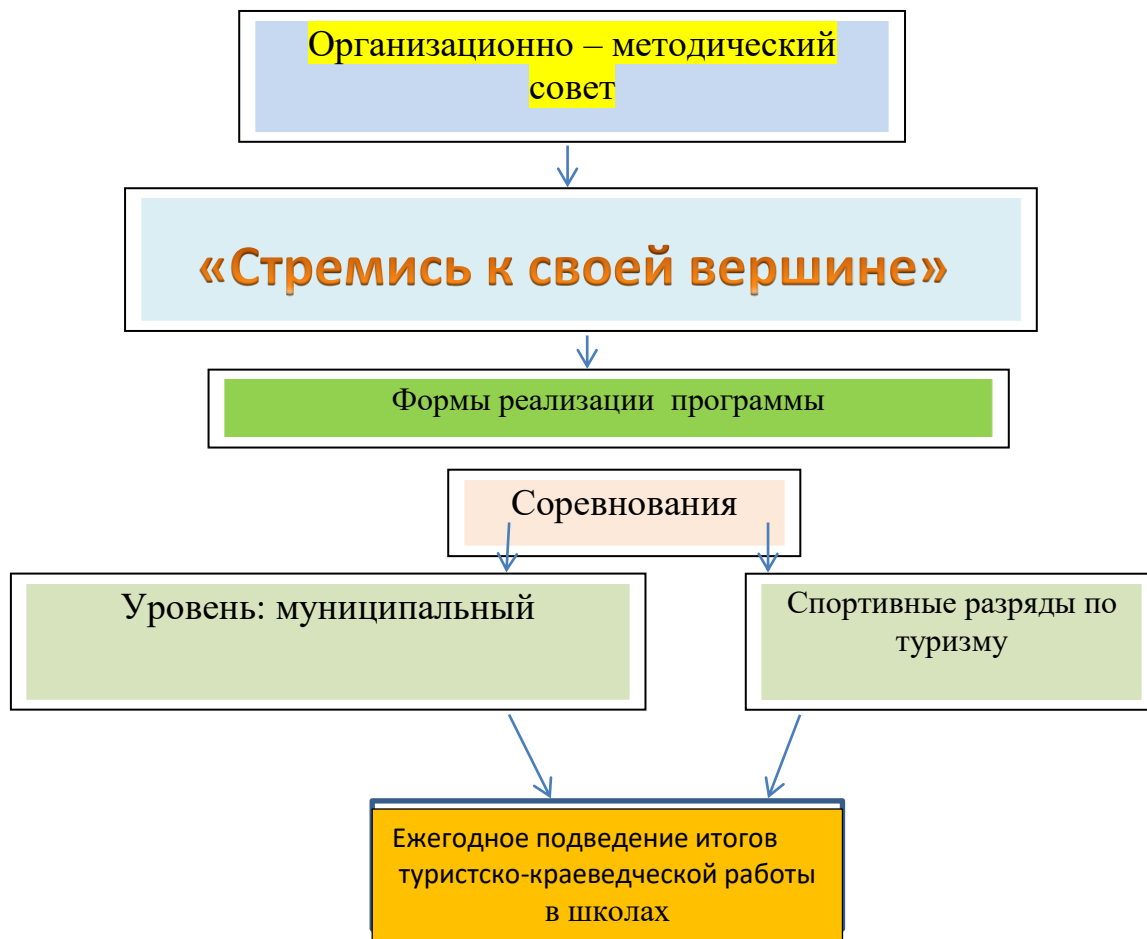 Организационно – методический
совет
«Стремись к своей вершине»
Формы реализации программы
Соревнования
Уровень: муниципальный
Спортивные разряды по
туризму
Ежегодное подведение итогов
туристско-краеведческой работы
в школах